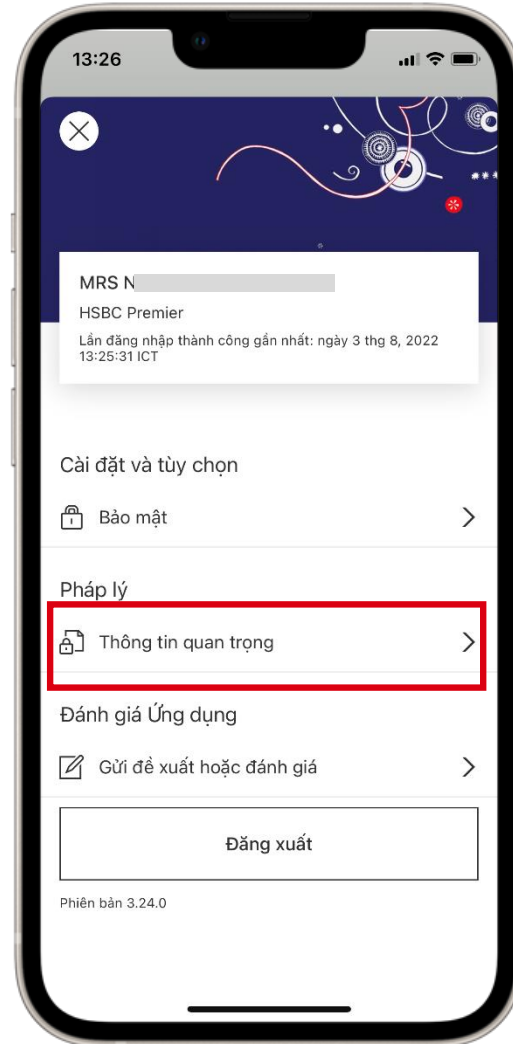 13:26
MRS N
HSBC Premier
Lần đăng nhập thành công gần nhất: ngày 3 thg 8, 2022
13:25:31 ICT
Cài đặt và tùy chọn
Bảo mật
Pháp lý
Thông tin quan trọng
Đánh giá Ứng dụng
Gửi đề xuất hoặc đánh giá
Đăng xuất
Phiên bản 3.24.0